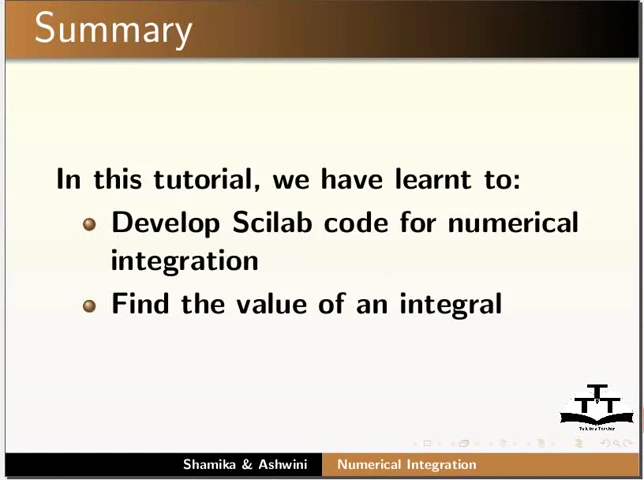 Summary
In this tutorial, we have learnt to:
Develop Scilab code for numerical
integration
Find the value of an integral
TTT
Shamika & Ashwini
Numerical Integration